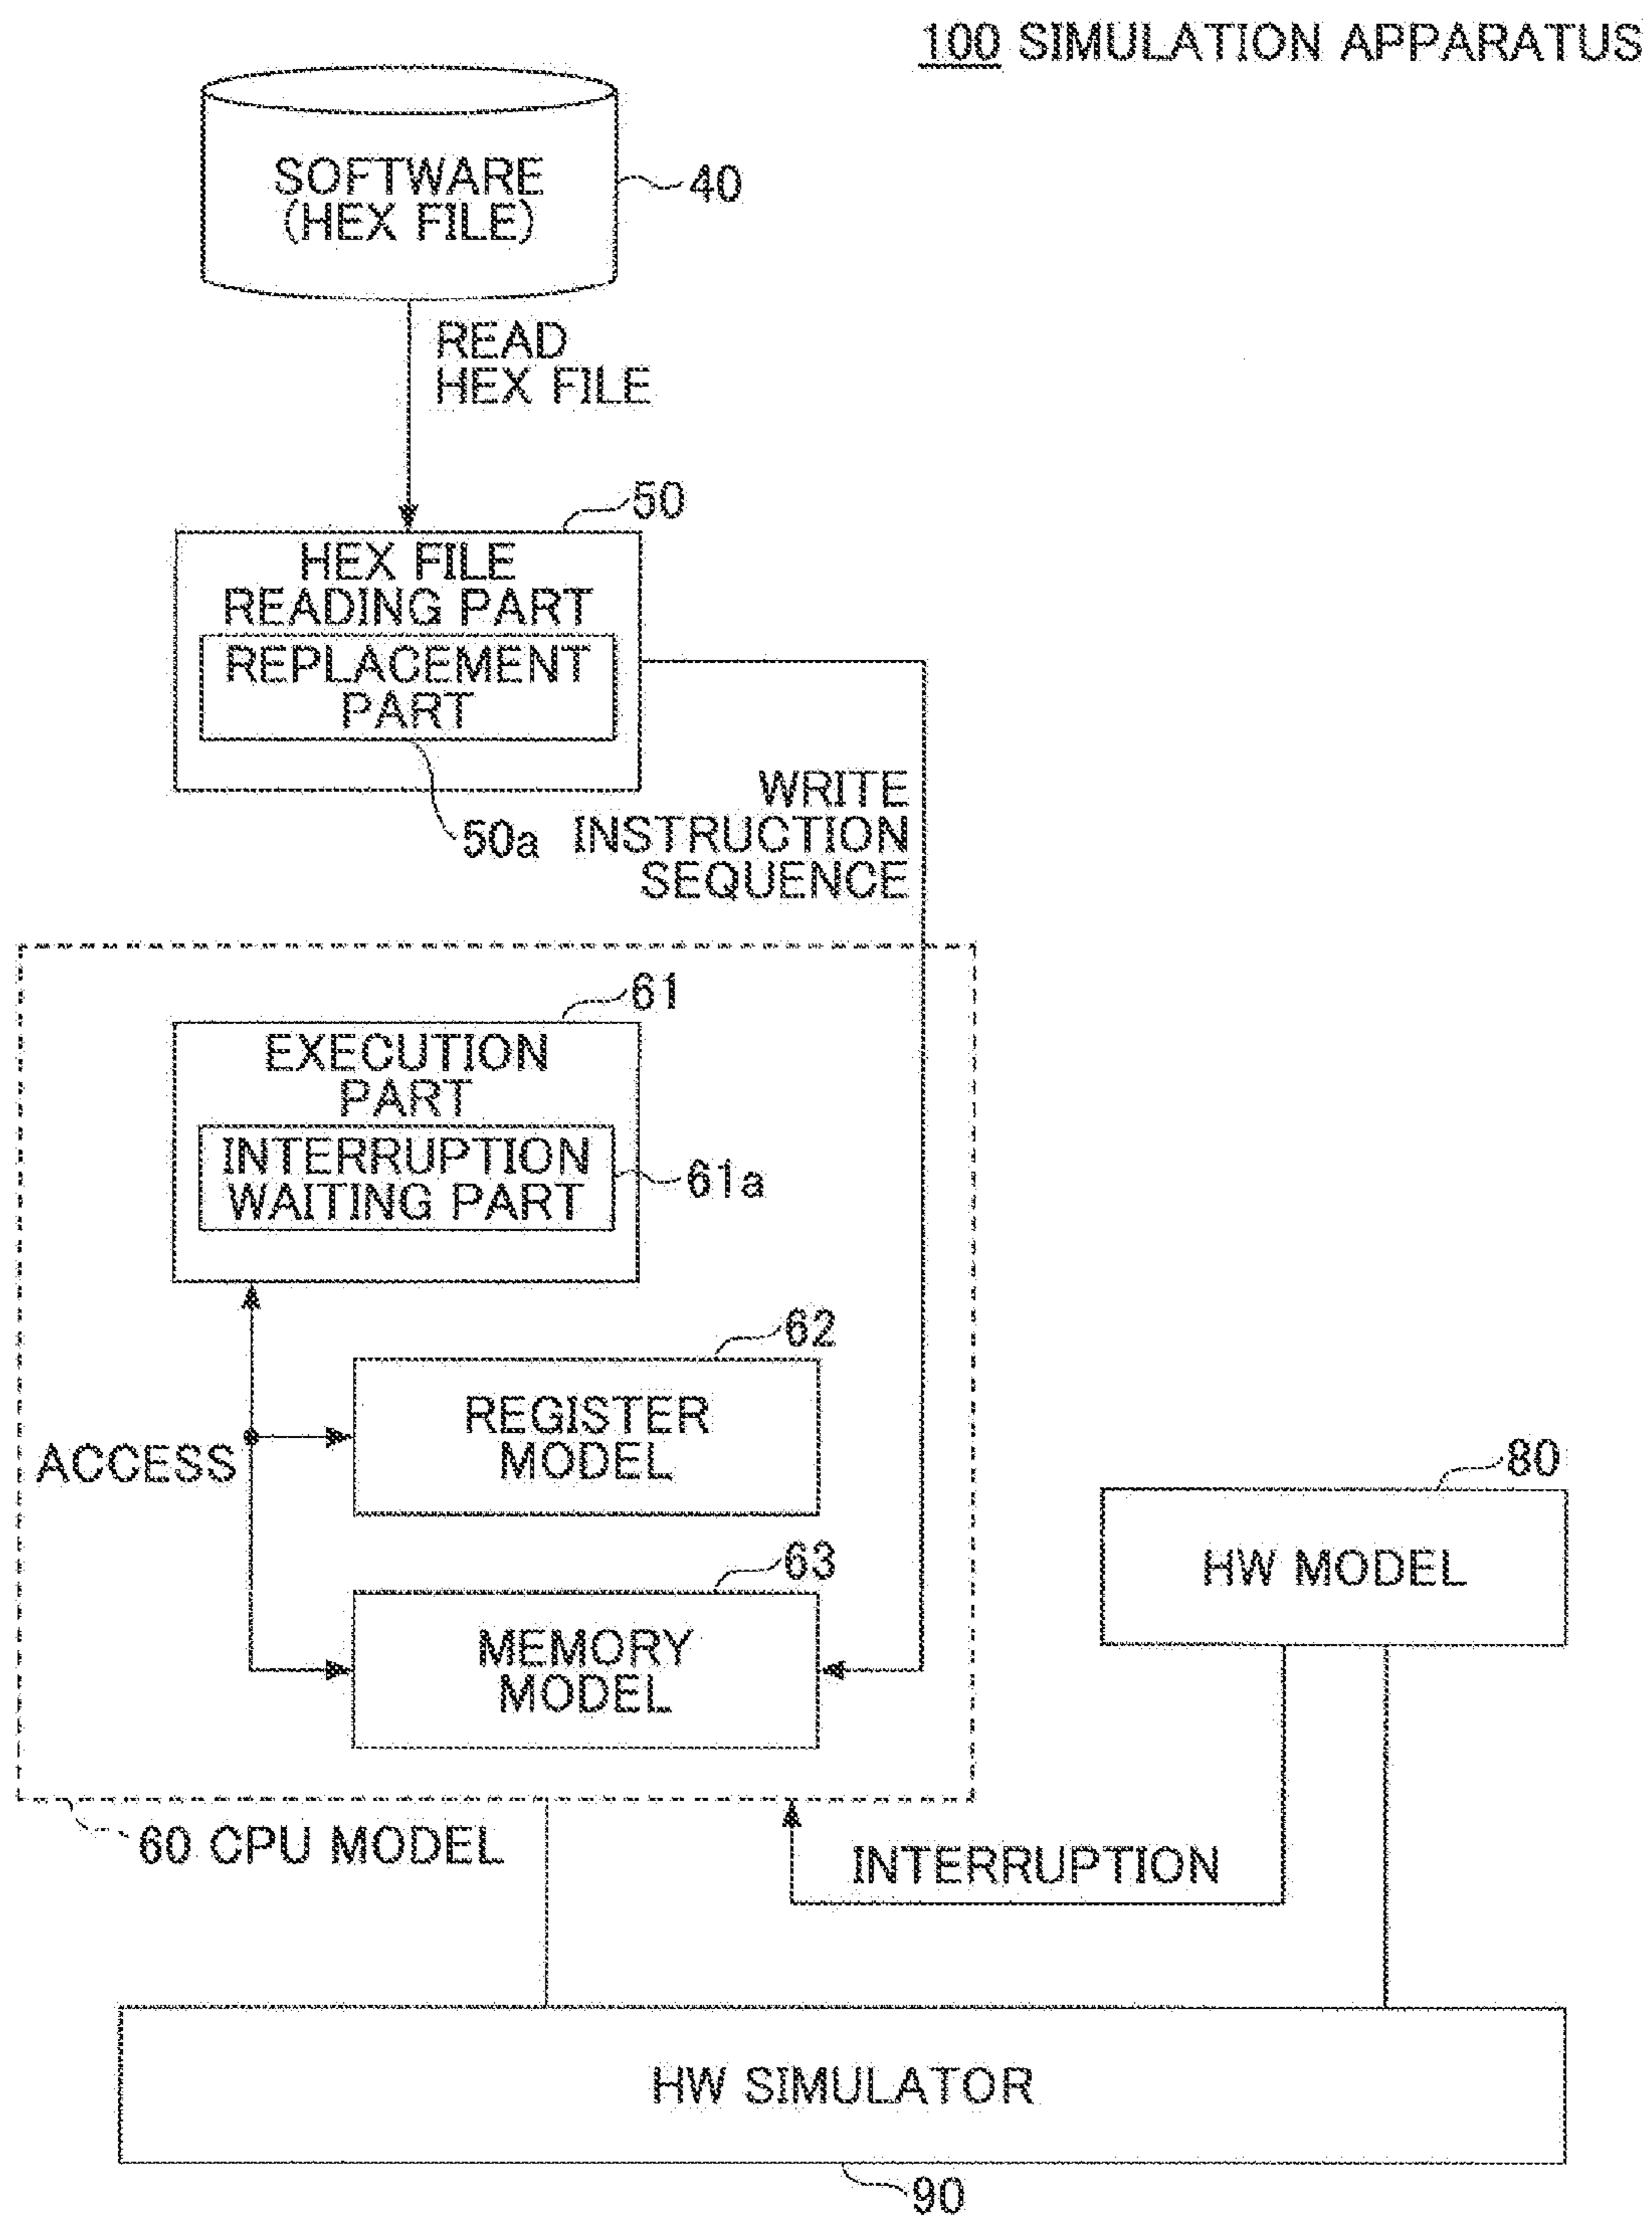 100 SIMULATION APPARATUS
SOFTWARE
(HEX FILE)
40
READ
HEX FILE
50
HEX FILE
READING PART
REPLACEMENT
PART
50a
WRITE
INSTRUCTION
SEQUENCE
61
EXECUTION
PART
INTERRUPTION
WAITING PART
61a
62
REGISTER
MODEL
ACCESS
80
HW MODEL
63
MEMORY
MODEL
60 CPU MODEL
INTERRUPTION
HW SIMULATOR
90